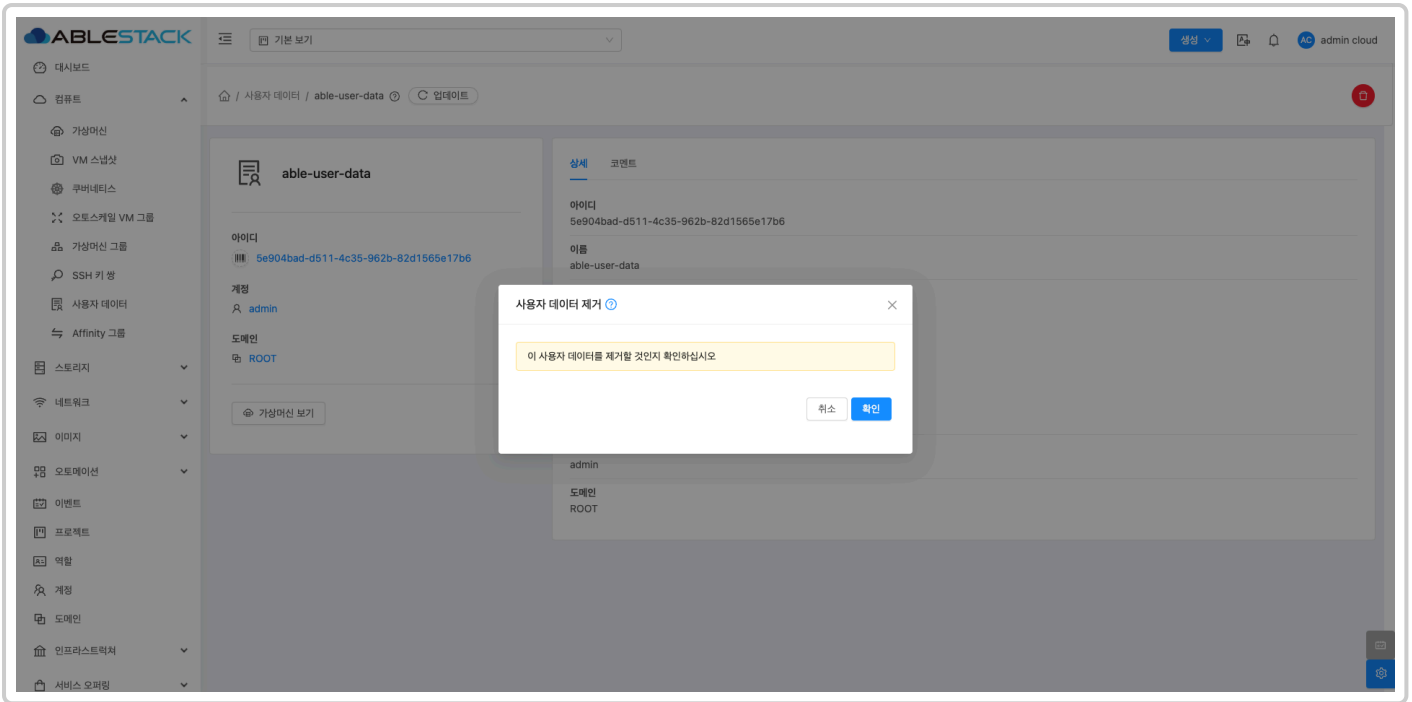 ABLESTACK
기본 보기
생성
AC
admin cloud
대시보드
컴퓨트
가상머신
VM 스냅샷
쿠버네티스
오토스케일 VM 그룹
가상머신 그룹
SSH 키 쌍
사용자 데이터
Affinity 그룹
스토리지
네트워크
이미지
오토메이션
이벤트
프로젝트
역할
계정
도메인
인프라스트럭쳐
서비스 오퍼링
/ 사용자 데이터 / able-user-data
업데이트
able-user-data
아이디
5e904bad-d511-4c35-962b-82d1565e17b6
계정
admin
도메인
ROOT
가상머신 보기
상세
코멘트
아이디
5e904bad-d511-4c35-962b-82d1565e17b6
이름
able-user-data
사용자 데이터 제거
이 사용자 데이터를 제거할 것인지 확인하십시오
취소
확인
admin
도메인
ROOT